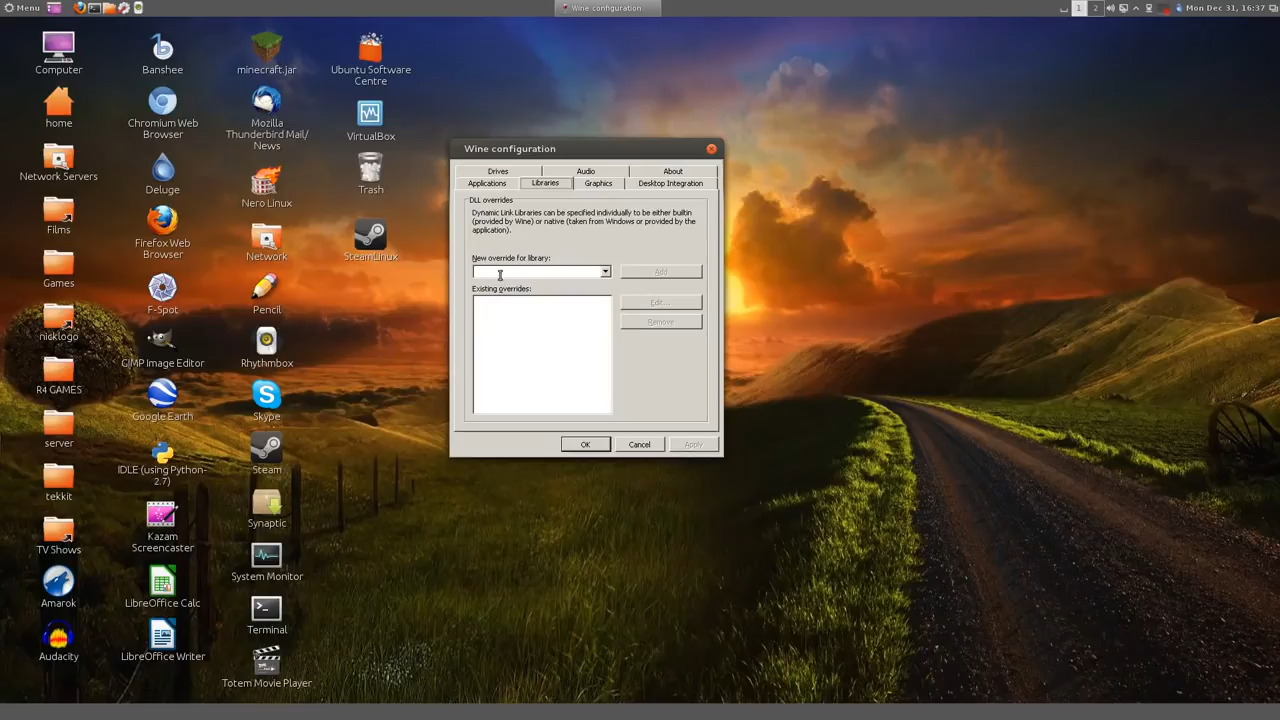 Menu
Wine configuration
1
2
Mon Dec 31, 16:37
Computer
home
Network Servers
Films
Games
nicklogo
R4 GAMES
server
tekkit
TV Shows
Amarok
Audacity
Banshee
Chromium Web
Browser
Deluge
Firefox Web
Browser
F-Spot
GIMP Image Editor
Google Earth
IDLE (using Python-
2.7)
Kazam
Screencaster
LibreOffice Calc
LibreOffice Writer
minecraft.jar
Mozilla
Thunderbird Mail/
News
Nero Linux
Network
Pencil
Rhythmbox
Skype
Steam
Synaptic
System Monitor
Terminal
Totem Movie Player
Ubuntu Software
Centre
VirtualBox
Trash
SteamLinux
Wine configuration
Drives
Audio
About
Applications
Libraries
Graphics
Desktop Integration
DLL overrides
Dynamic Link Libraries can be specified individually to be either builtin
(provided by Wine) or native (taken from Windows or provided by the
application).
New override for library:
Add
Existing overrides:
Edit...
Remove
OK
Cancel
Apply